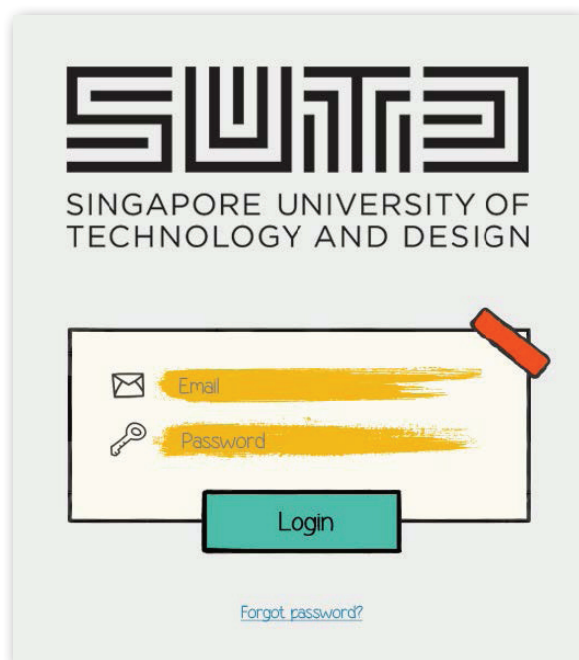 SUTD
SINGAPORE UNIVERSITY OF
TECHNOLOGY AND DESIGN
Email
Password
Login
Forgot password?